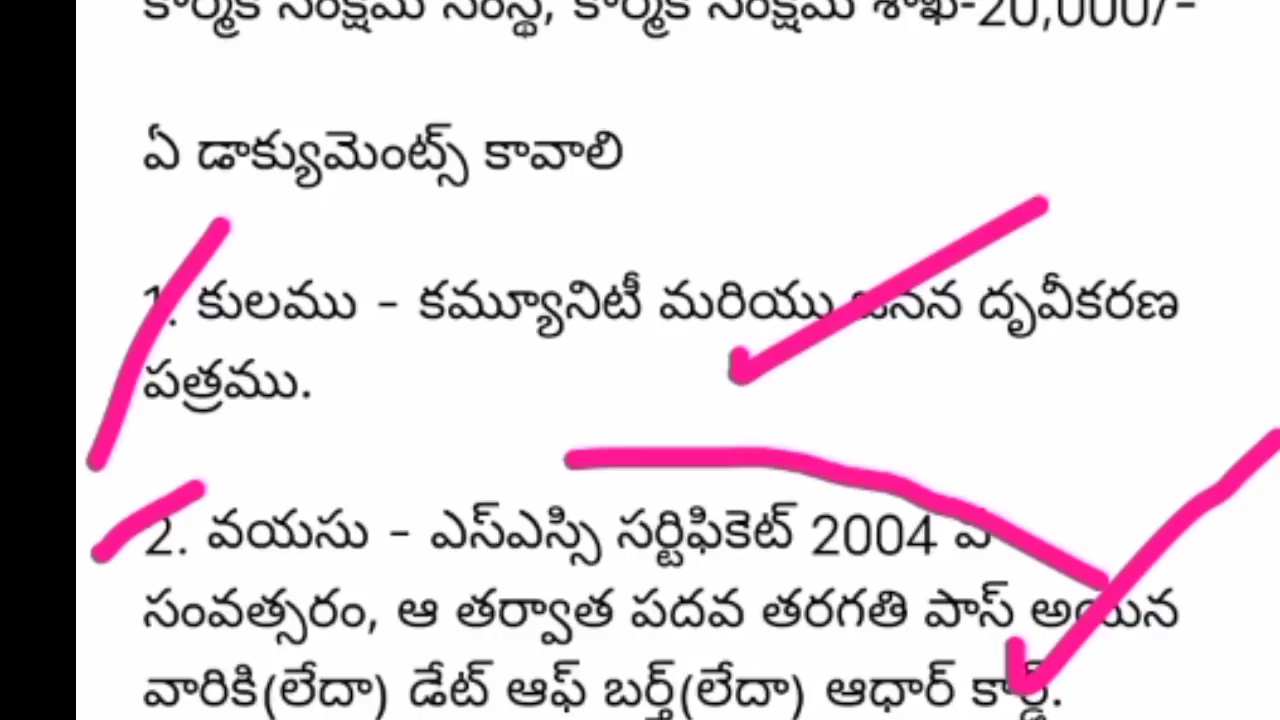 కార్మిక సంక్షేమ సంస్థ, కార్మిక సంక్షేమ శాఖ-20,000/-
ఏ డాక్యుమెంట్స్ కావాలి
1. కులము - కమ్యూనిటీ మరియు జనన దృవీకరణ
పత్రము.
2. వయసు - ఎస్ఎస్సి సర్టిఫికెట్ 2004 వ
సంవత్సరం, ఆ తర్వాత పదవ తరగతి పాస్ అయిన
వారికి(లేదా) డేట్ ఆఫ్ బర్త్(లేదా) ఆధార్ కార్డ్.